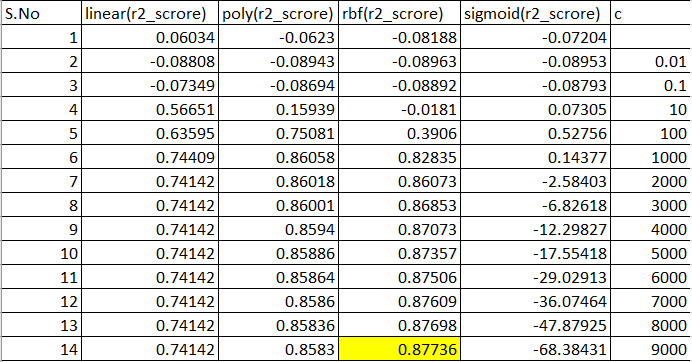 S.No linear(r2_scrore) poly(r2_scrore) rbf(r2_scrore) sigmoid(r2_scrore) c
1 0.06034 -0.0623 -0.08188 -0.07204
2 -0.08808 -0.08943 -0.08963 -0.08953 0.01
3 -0.07349 -0.08694 -0.08892 -0.08793 0.1
4 0.56651 0.15939 -0.0181 0.07305 10
5 0.63595 0.75081 0.3906 0.52756 100
6 0.74409 0.86058 0.82835 0.14377 1000
7 0.74142 0.86018 0.86073 -2.58403 2000
8 0.74142 0.86001 0.86853 -6.82618 3000
9 0.74142 0.8594 0.87073 -12.29827 4000
10 0.74142 0.85886 0.87357 -17.55418 5000
11 0.74142 0.85864 0.87506 -29.02913 6000
12 0.74142 0.8586 0.87609 -36.07464 7000
13 0.74142 0.85836 0.87698 -47.87925 8000
14 0.74142 0.8583 0.87736 -68.38431 9000